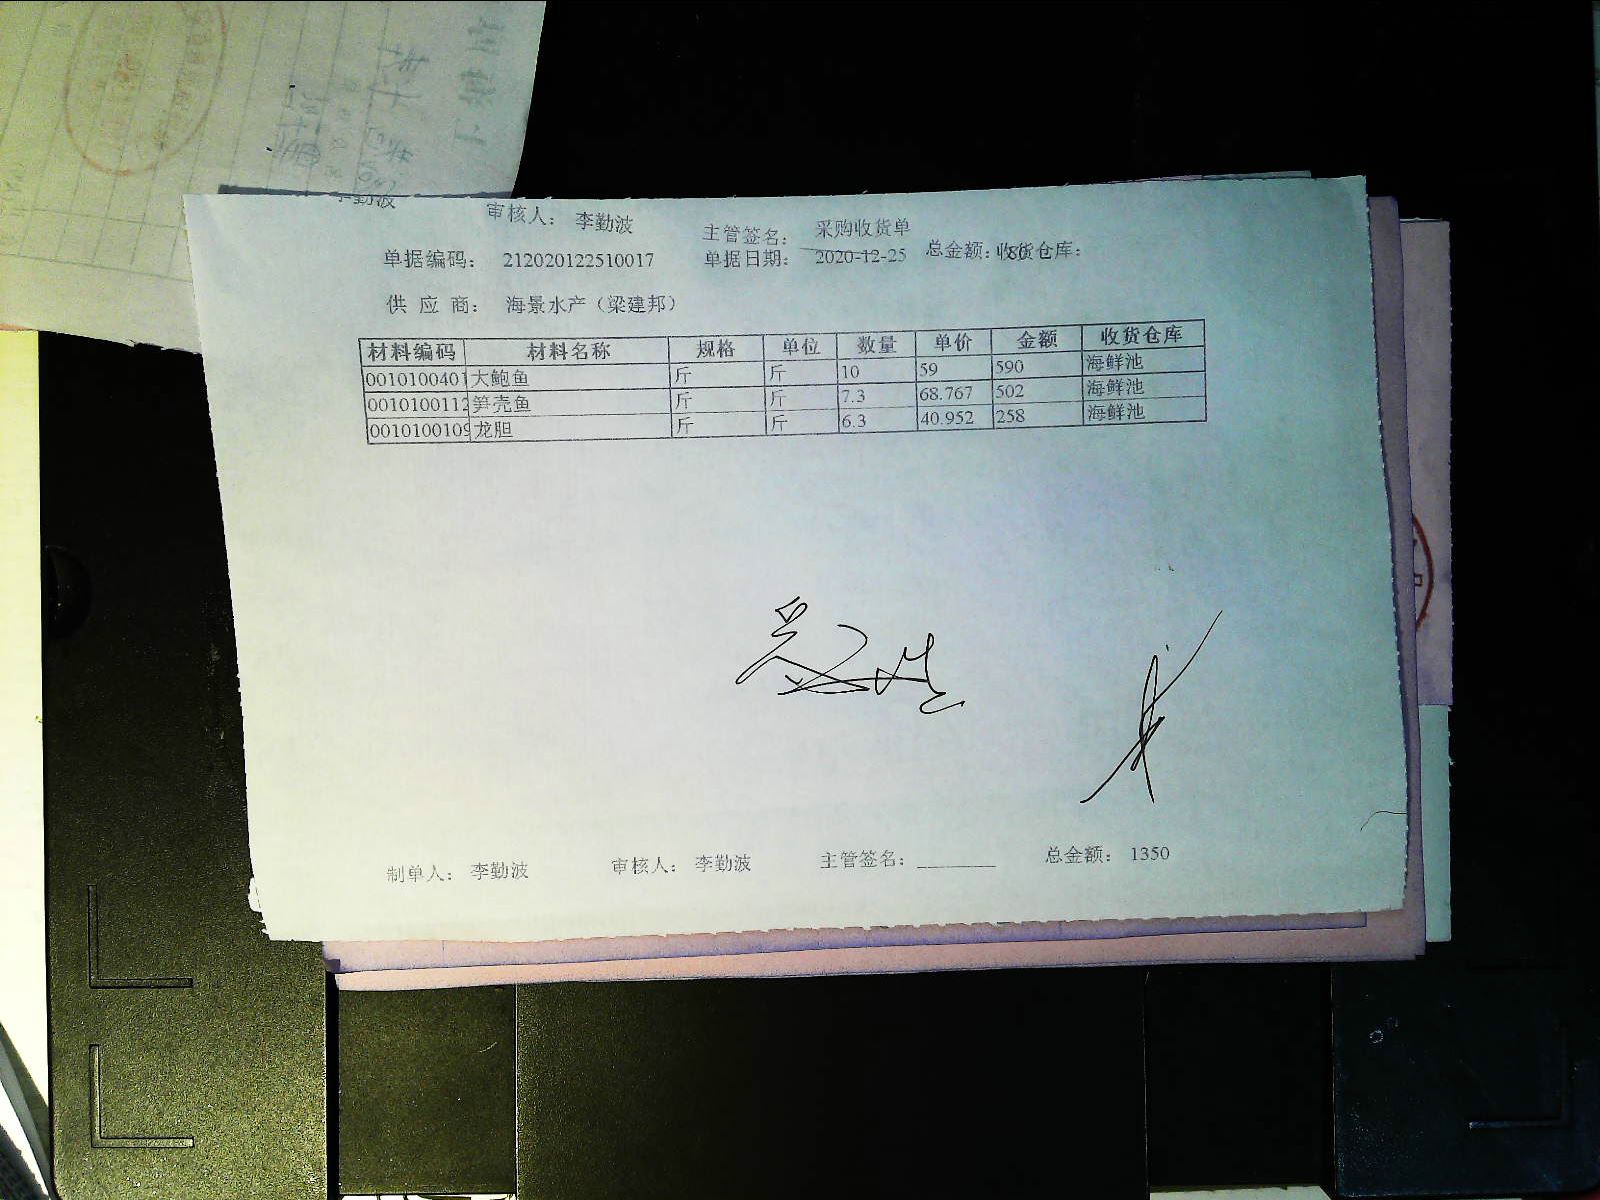 李勤波 审核人: 李勤波 主管签名: 采购收货单
单据编码: 212020122510017 单据日期: 2020-12-25 总金额: 80 收货仓库:
供 应 商: 海景水产（梁建邦）
材料编码 材料名称 规格 单位 数量 单价 金额 收货仓库
0010100401 大鲍鱼 斤 斤 10 59 590 海鲜池
0010100112 笋壳鱼 斤 斤 7.3 68.767 502 海鲜池
0010100109 龙胆 斤 斤 6.3 40.952 258 海鲜池
制单人: 李勤波 审核人: 李勤波 主管签名: 总金额: 1350